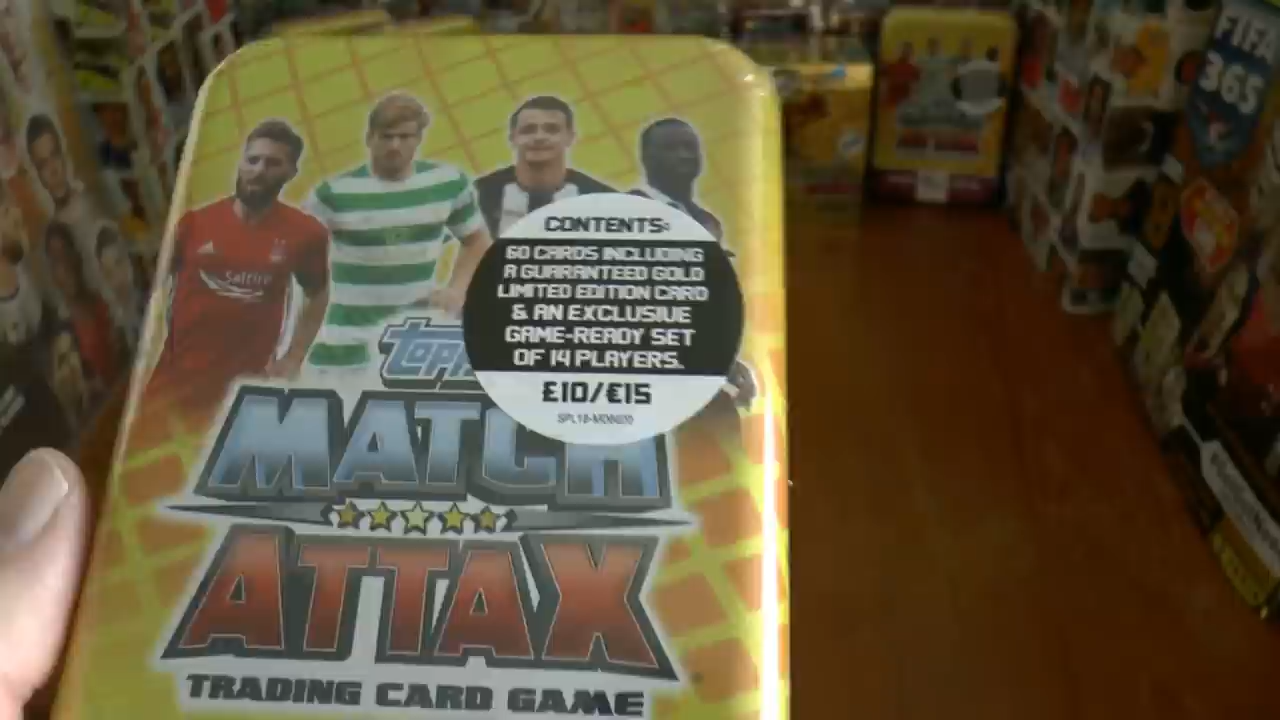 FIFA
365
Saltire
CONTENTS:
60 CARDS INCLUDING
A GUARANTEED GOLD
LIMITED EDITION CARD
& AN EXCLUSIVE
GAME-READY SET
OF 14 PLAYERS.
£10/€15
MATCH
ATTAX
TRADING CARD GAME